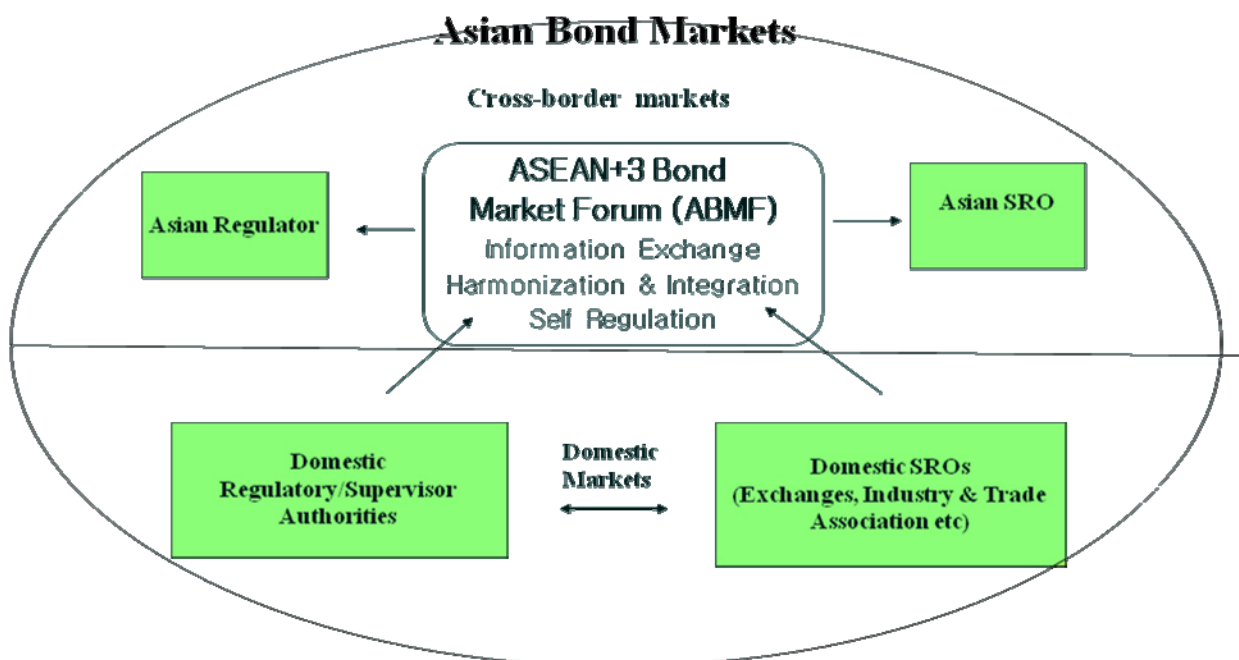 Asian Bond Markets
Cross-border markets
ASEAN+3 Bond
Market Forum (ABMF)
Information Exchange
Harmonization & Integration
Self Regulation
Asian Regulator
Asian SRO
Domestic
Regulatory/Supervisor
Authorities
Domestic
Markets
Domestic SROs
(Exchanges, Industry & Trade
Association etc)